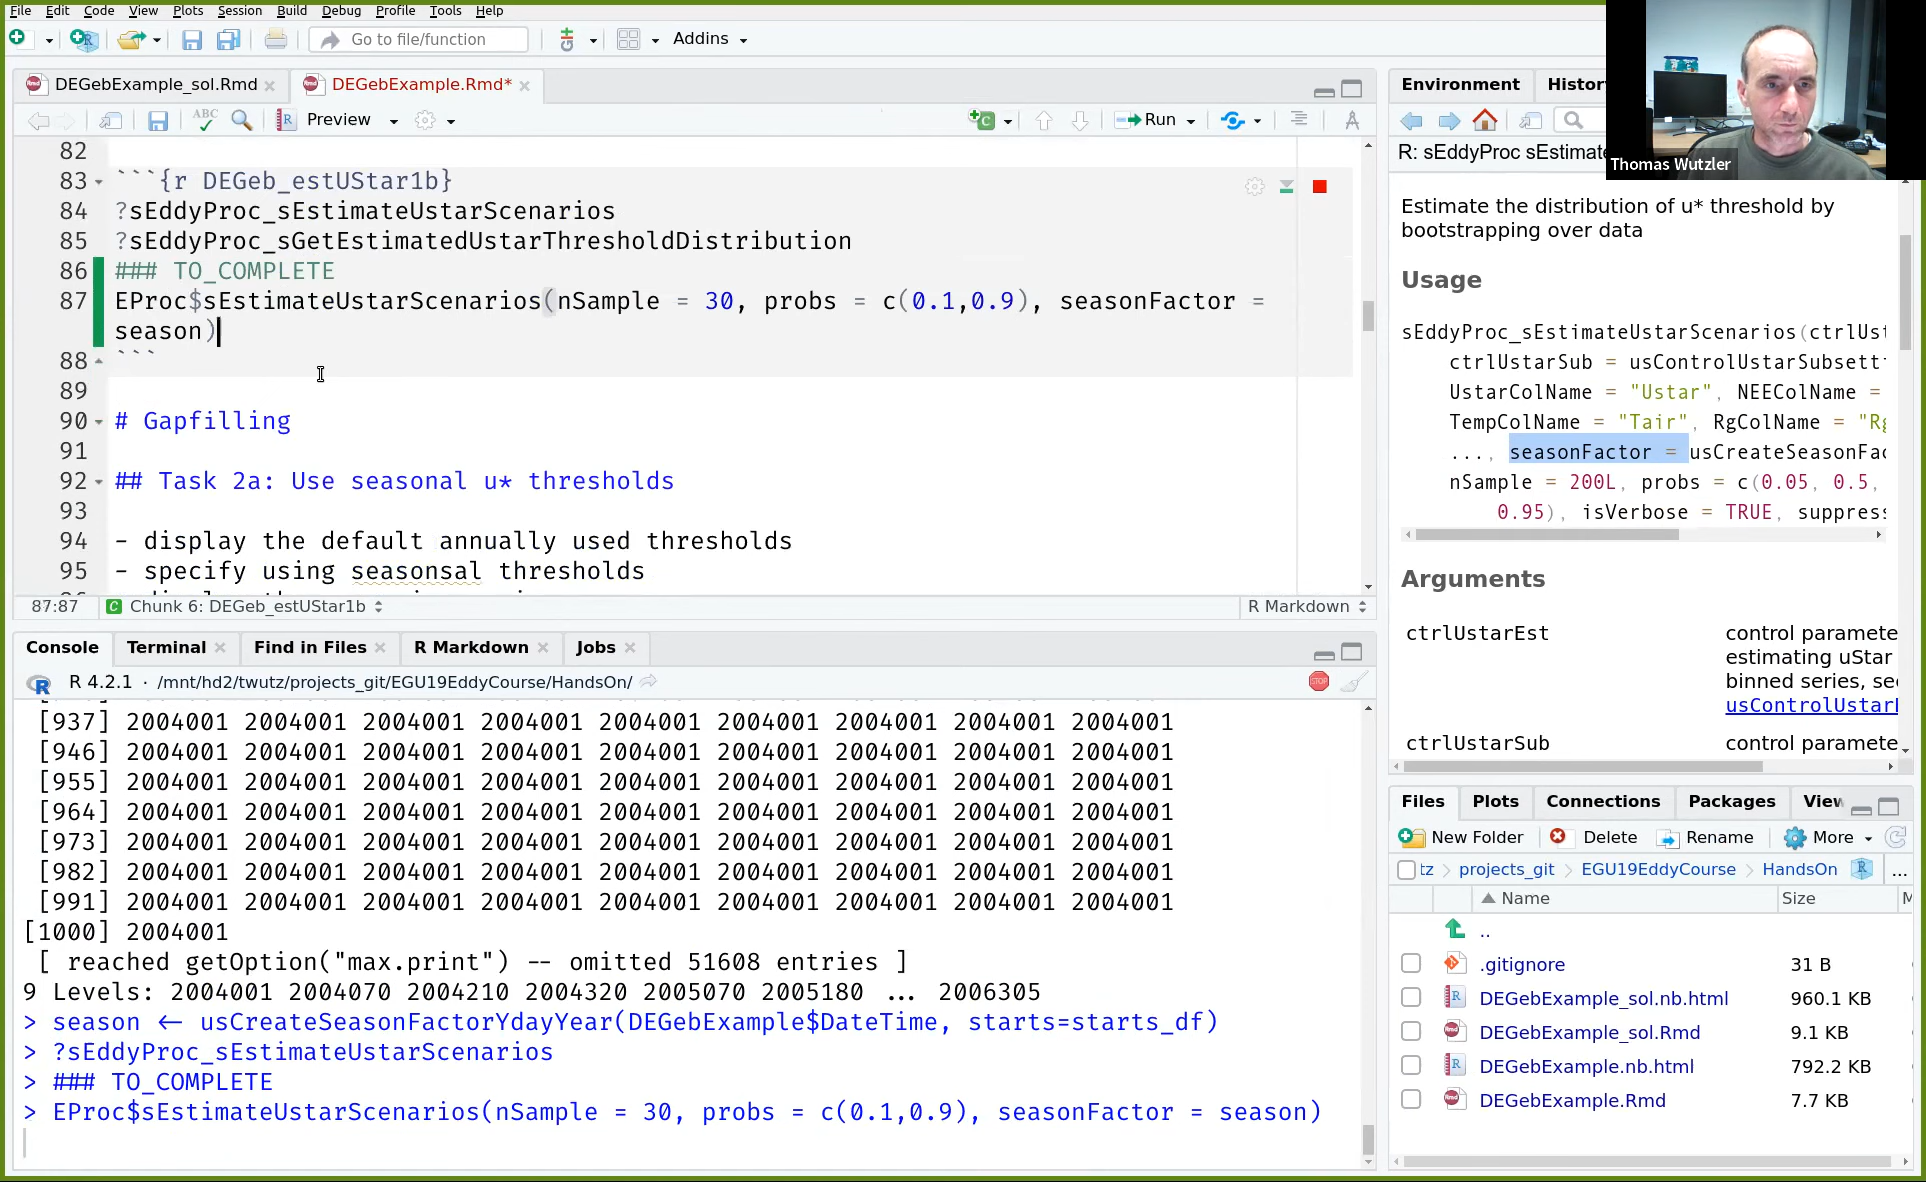 File Edit Code View Plots Session Build Debug Profile Tools Help
Go to file/function
Addins
DEGebExample_sol.Rmd
DEGebExample.Rmd*
ABC
Preview
Run
82
83 ```{r DEGeb_estUStar1b}
84 ?sEddyProc_sEstimateUstarScenarios
85 ?sEddyProc_sGetEstimatedUstarThresholdDistribution
86 ### TO_COMPLETE
87 EProc$sEstimateUstarScenarios(nSample = 30, probs = c(0.1,0.9), seasonFactor =
season)
88 ```
89
90 # Gapfilling
91
92 ## Task 2a: Use seasonal u* thresholds
93
94 - display the default annually used thresholds
95 - specify using seasonsal thresholds
87:87
Chunk 6: DEGeb_estUStar1b
R Markdown
Console Terminal Find in Files R Markdown Jobs
R 4.2.1 · /mnt/hd2/twutz/projects_git/EGU19EddyCourse/HandsOn/
STOP
[937] 2004001 2004001 2004001 2004001 2004001 2004001 2004001 2004001 2004001
[946] 2004001 2004001 2004001 2004001 2004001 2004001 2004001 2004001 2004001
[955] 2004001 2004001 2004001 2004001 2004001 2004001 2004001 2004001 2004001
[964] 2004001 2004001 2004001 2004001 2004001 2004001 2004001 2004001 2004001
[973] 2004001 2004001 2004001 2004001 2004001 2004001 2004001 2004001 2004001
[982] 2004001 2004001 2004001 2004001 2004001 2004001 2004001 2004001 2004001
[991] 2004001 2004001 2004001 2004001 2004001 2004001 2004001 2004001 2004001
[1000] 2004001
[ reached getOption("max.print") -- omitted 51608 entries ]
9 Levels: 2004001 2004070 2004210 2004320 2005070 2005180 ... 2006305
> season <- usCreateSeasonFactorYdayYear(DEGebExample$DateTime, starts=starts_df)
> ?sEddyProc_sEstimateUstarScenarios
> ### TO_COMPLETE
> EProc$sEstimateUstarScenarios(nSample = 30, probs = c(0.1,0.9), seasonFactor = season)
Environment Histor
R: sEddyProc sEstimate
Thomas Wutzler
Estimate the distribution of u* threshold by
bootstrapping over data
Usage
sEddyProc_sEstimateUstarScenarios(ctrlUst
ctrlUstarSub = usControlUstarSubsett
UstarColName = "Ustar", NEEColName =
TempColName = "Tair", RgColName = "Rg
..., seasonFactor = usCreateSeasonFac
nSample = 200L, probs = c(0.05, 0.5,
0.95), isVerbose = TRUE, suppress
Arguments
ctrlUstarEst
control paramete
estimating uStar
binned series, see
usControlUstarE
ctrlUstarSub
control paramete
Files Plots Connections Packages View
New Folder Delete Rename More
tz projects_git EGU19EddyCourse HandsOn ...
Name Size M
..
.gitignore 31 B
DEGebExample_sol.nb.html 960.1 KB
DEGebExample_sol.Rmd 9.1 KB
DEGebExample.nb.html 792.2 KB
DEGebExample.Rmd 7.7 KB